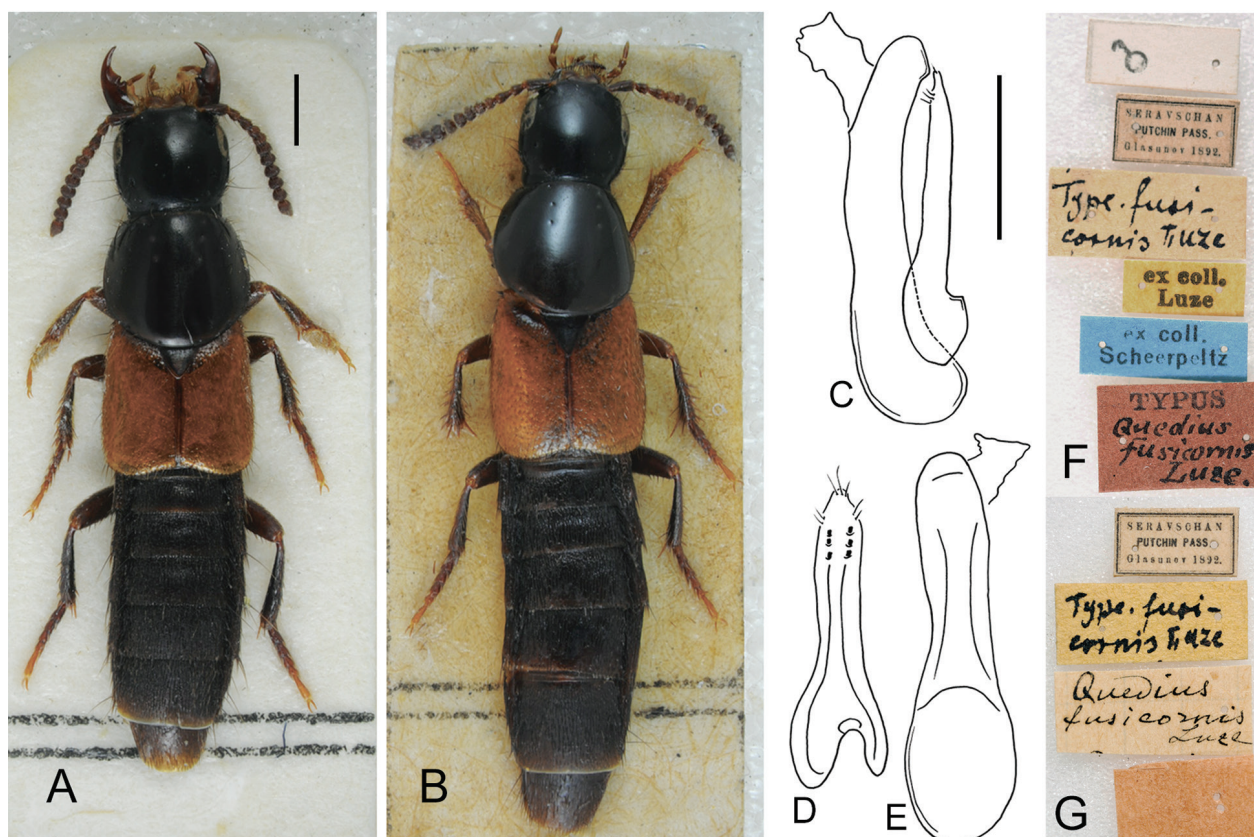 A
B
C
D
E
♂
SERAVSCHAN
PUTCHIN PASS.
Glasunov 1892.
Type. fusi-
cornis Luze
ex coll.
Luze
ex coll.
Scheerpeltz
TYPUS
Quedius
fusicornis
Luze.
F
SERAVSCHAN
PUTCHIN PASS.
Glasunov 1892.
Type. fusi-
cornis Luze
Quedius
fusicornis
Luze
G